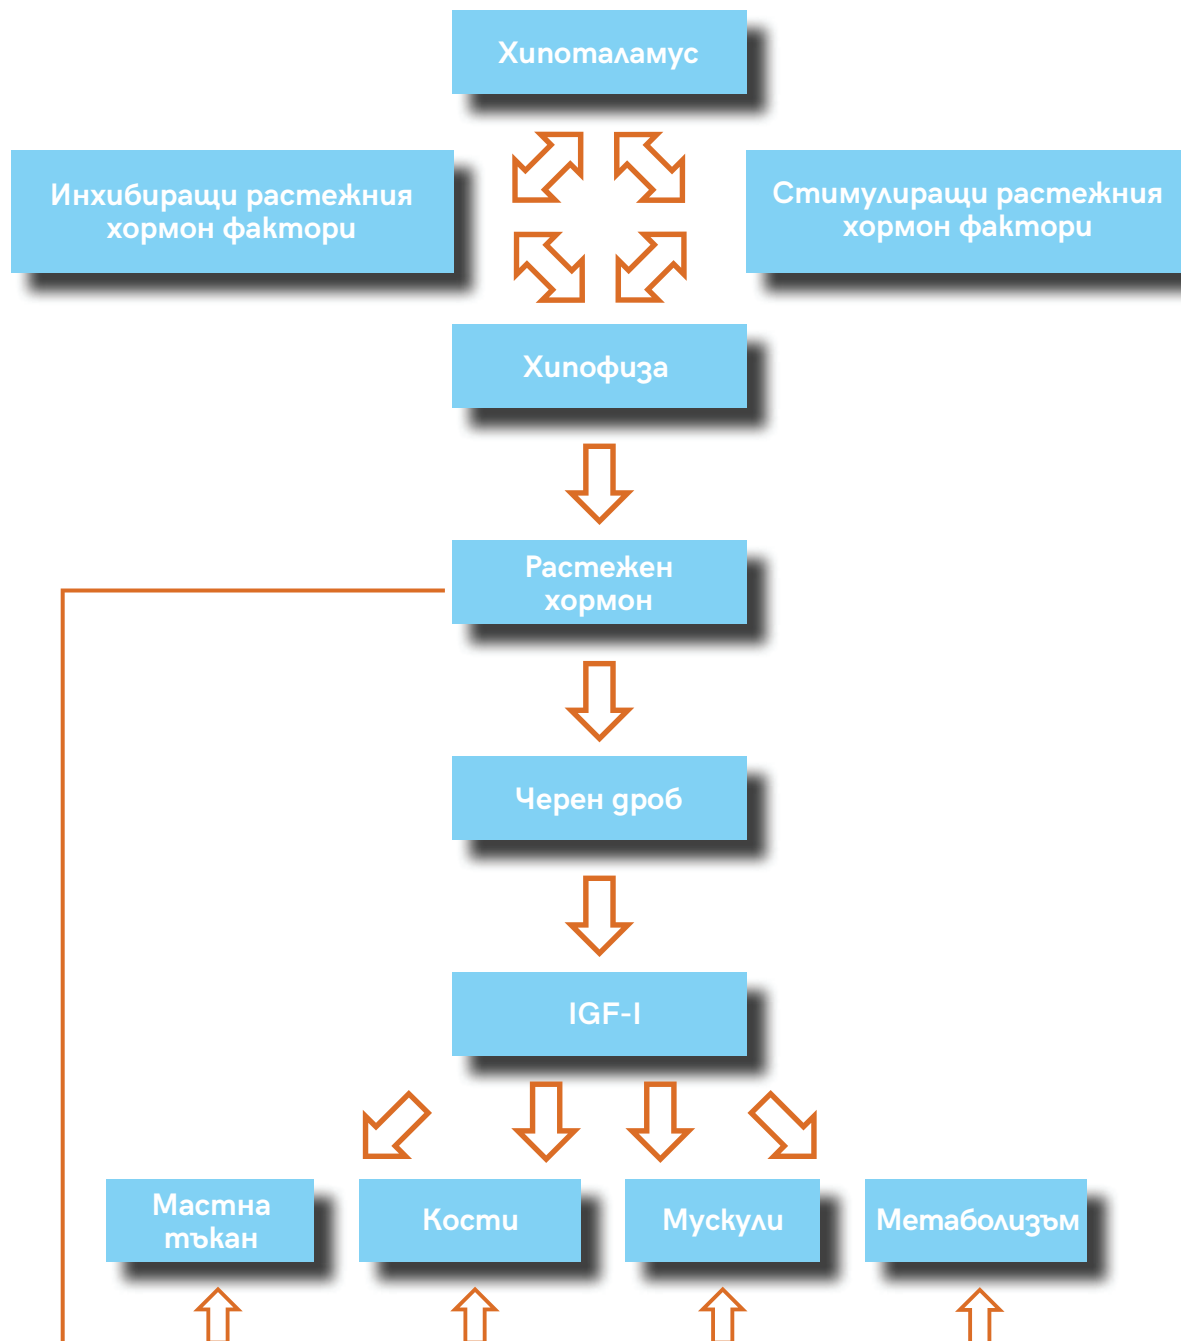 Хипоталамус
Инхибиращи растежния
хормон фактори
Стимулиращи растежния
хормон фактори
Хипофиза
Растежен
хормон
Черен дроб
IGF-I
Мастна
тъкан
Кости
Мускули
Метаболизъм